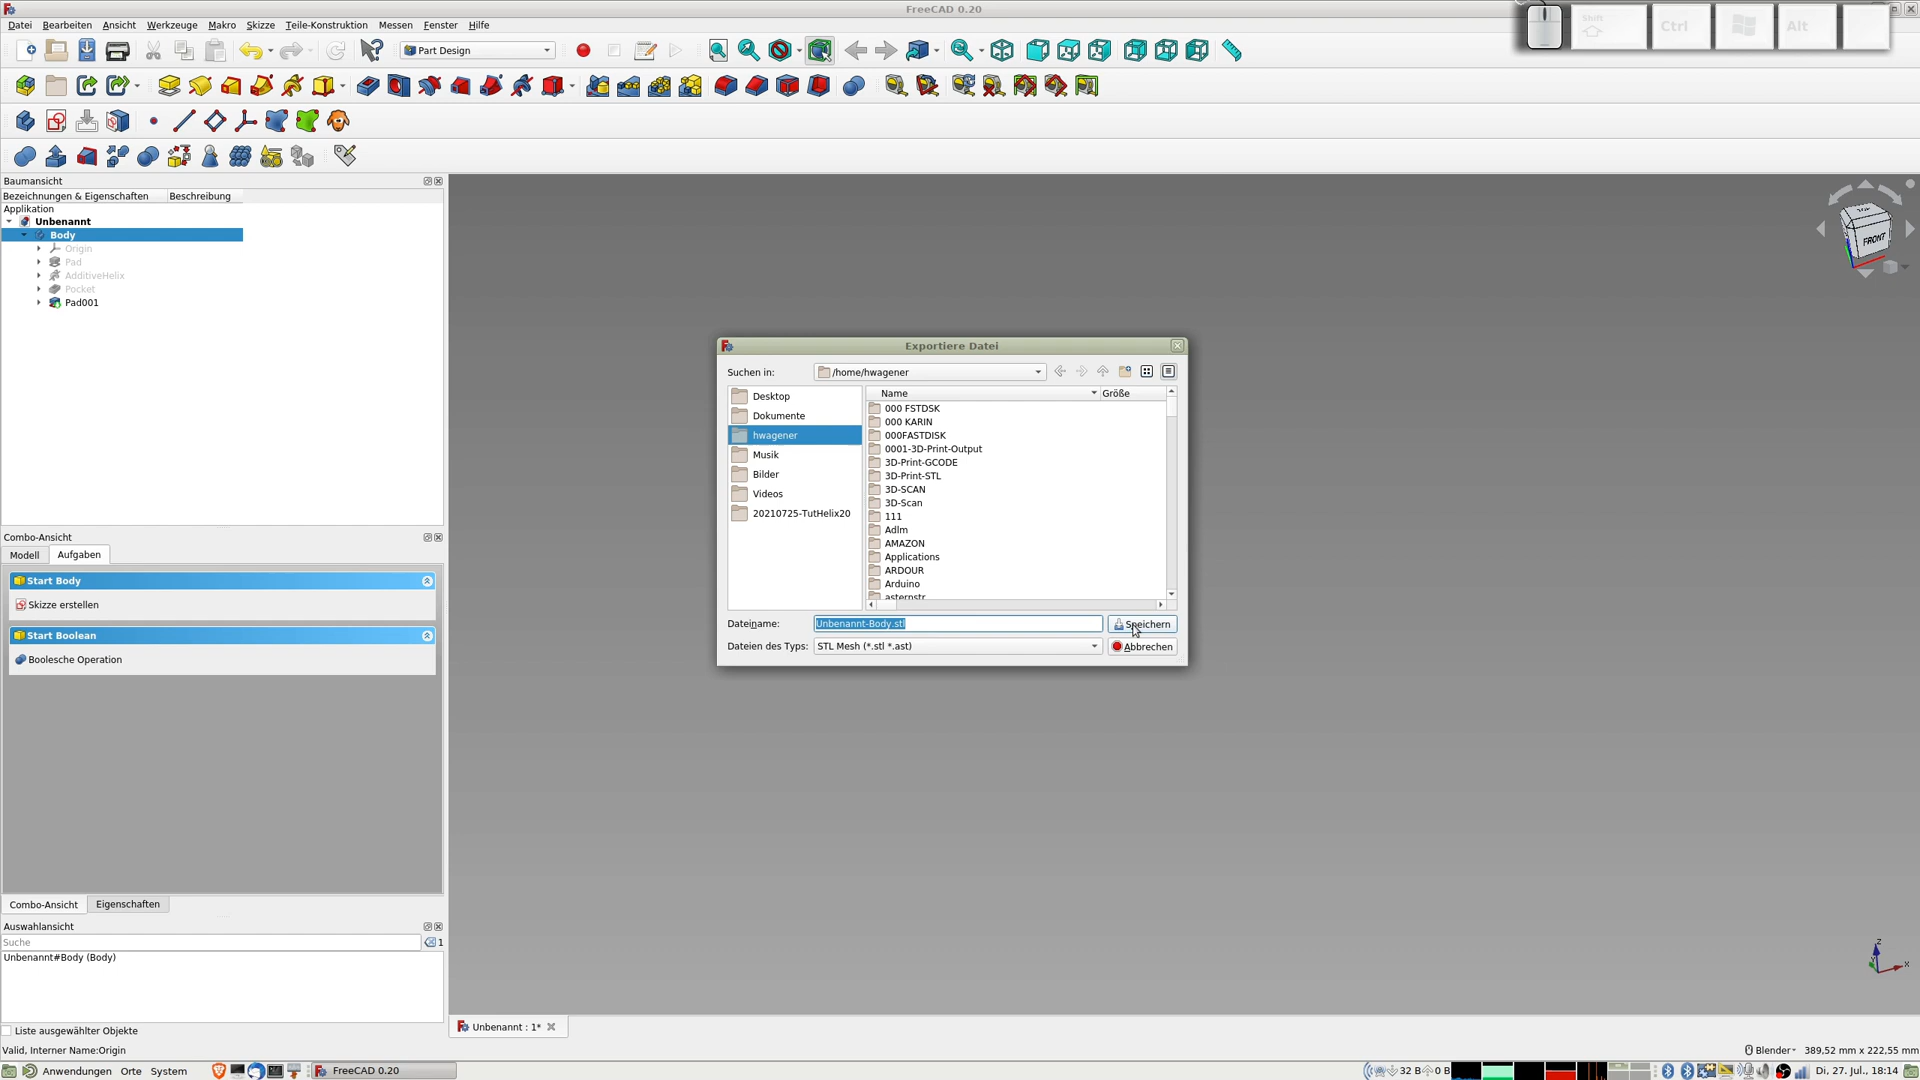 FreeCAD 0.20
Datei Bearbeiten Ansicht Werkzeuge Makro Skizze Teile-Konstruktion Messen Fenster Hilfe
Shift Ctrl Alt
Part Design
Baumansicht
Bezeichnungen & Eigenschaften Beschreibung
Applikation
Unbenannt
Body
Origin
Pad
AdditiveHelix
Pocket
Pad001
TOP
FRONT
Exportiere Datei
Suchen in: /home/hwagener
Name Größe
Desktop
Dokumente
hwagener
Musik
Bilder
Videos
20210725-TutHelix20
000 FSTDSK
000 KARIN
000FASTDISK
0001-3D-Print-Output
3D-Print-GCODE
3D-Print-STL
3D-SCAN
3D-Scan
111
Adlm
AMAZON
Applications
ARDOUR
Arduino
asternstr
Dateiname: Unbenannt-Body.stl Speichern
Dateien des Typs: STL Mesh (*.stl *.ast) Abbrechen
Combo-Ansicht
Modell Aufgaben
Start Body
Skizze erstellen
Start Boolean
Boolesche Operation
Combo-Ansicht Eigenschaften
Auswahlansicht
Suche 1
Unbenannt#Body (Body)
Liste ausgewählter Objekte
Z
Y
X
Unbenannt : 1*
Valid, Interner Name:Origin
Blender 389,52 mm x 222,55 mm
Anwendungen Orte System FreeCAD 0.20 32 B 0 B Di, 27. Jul., 18:14